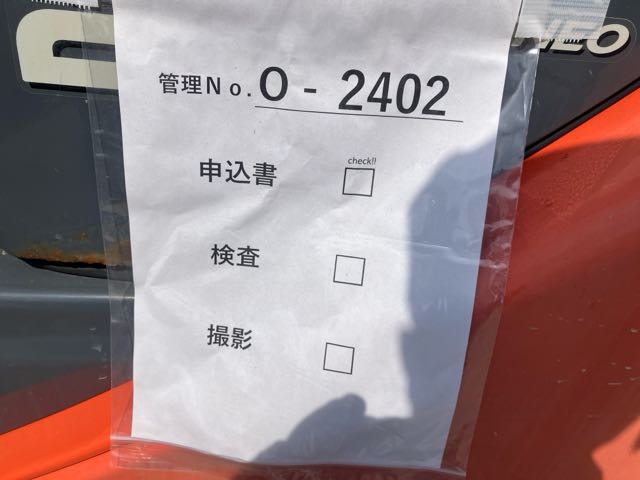 NEO
管理No. O - 2402
check!!
申込書 □
検査 □
撮影 □